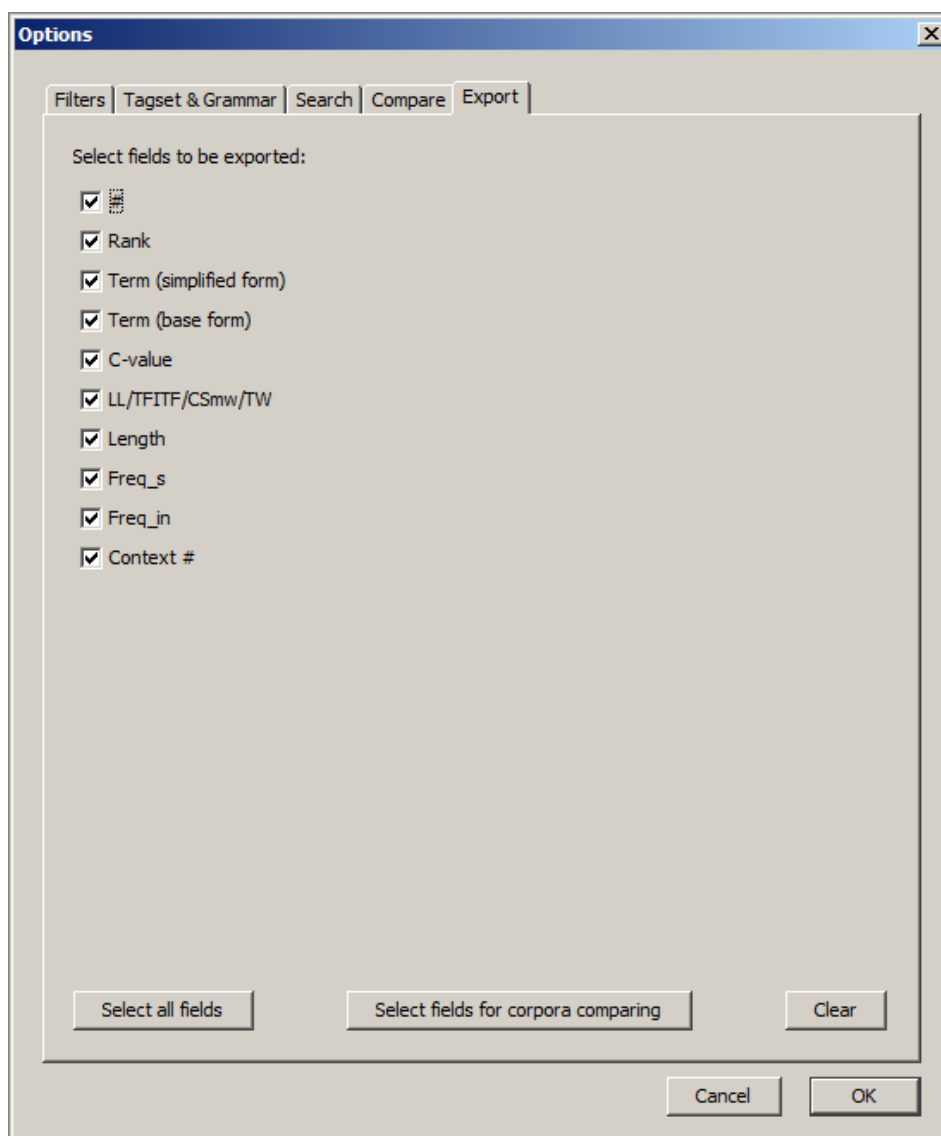 Options
Filters Tagset & Grammar Search Compare Export
Select fields to be exported:
#
Rank
Term (simplified form)
Term (base form)
C-value
LL/TFITF/CSmw/TW
Length
Freq_s
Freq_in
Context #
Select all fields Select fields for corpora comparing Clear
Cancel OK